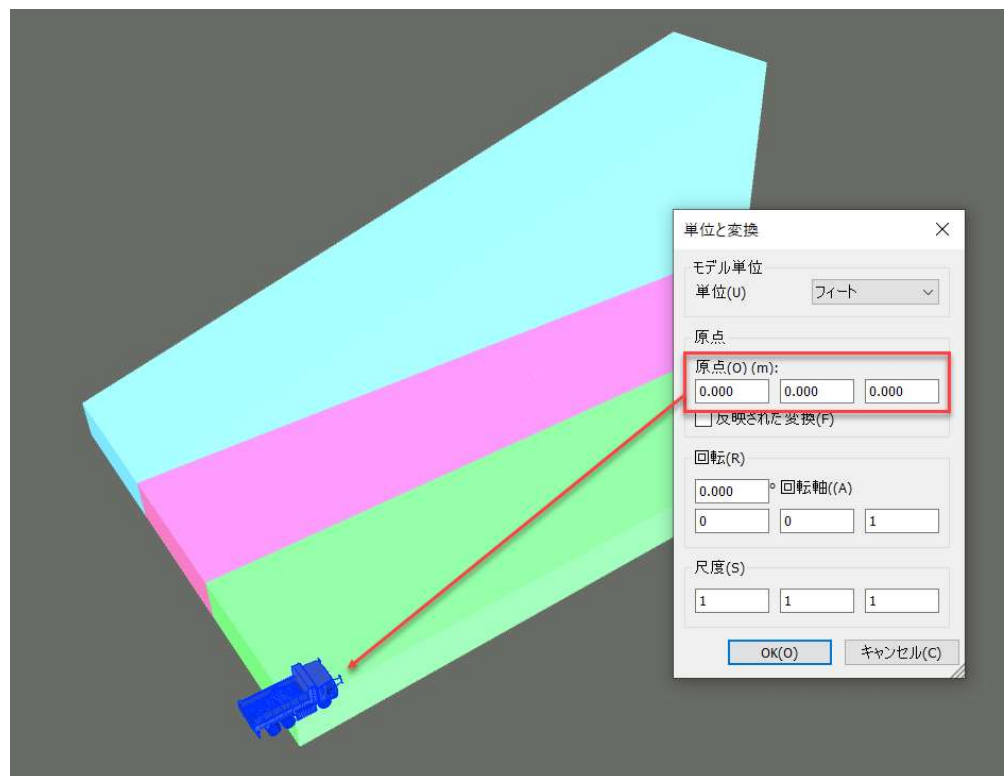 単位と変換
モデル単位
単位(U) フィート
原点
原点(O) (m):
0.000 0.000 0.000
反映された変換(F)
回転(R)
0.000 ° 回転軸((A)
0 0 1
尺度(S)
1 1 1
OK(O) キャンセル(C)